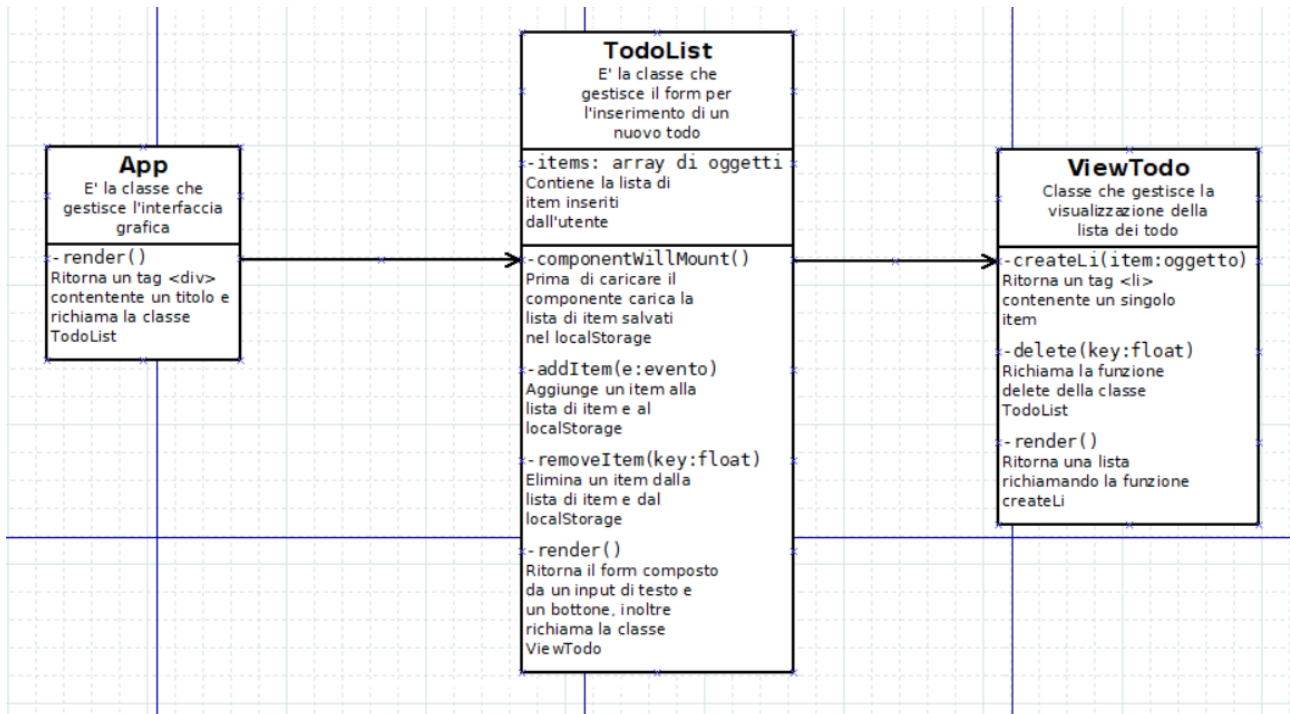 App
E' la classe che
gestisce l'interfaccia
grafica
-render()
Ritorna un tag <div>
contentente un titolo e
richiama la classe
TodoList
TodoList
E' la classe che
gestisce il form per
l'inserimento di un
nuovo todo
-items: array di oggetti
Contiene la lista di
item inseriti
dall'utente
-componentWillMount()
Prima di caricare il
componente carica la
lista di item salvati
nel localStorage
-addItem(e:evento)
Aggiunge un item alla
lista di item e al
localStorage
-removeItem(key:float)
Elimina un item dalla
lista di item e dal
localStorage
-render()
Ritorna il form composto
da un input di testo e
un bottone, inoltre
richiama la classe
ViewTodo
ViewTodo
Classe che gestisce la
visualizzazione della
lista dei todo
-createLi(item:oggetto)
Ritorna un tag <li>
contenente un singolo
item
-delete(key:float)
Richiama la funzione
delete della classe
TodoList
-render()
Ritorna una lista
richiamando la funzione
createLi